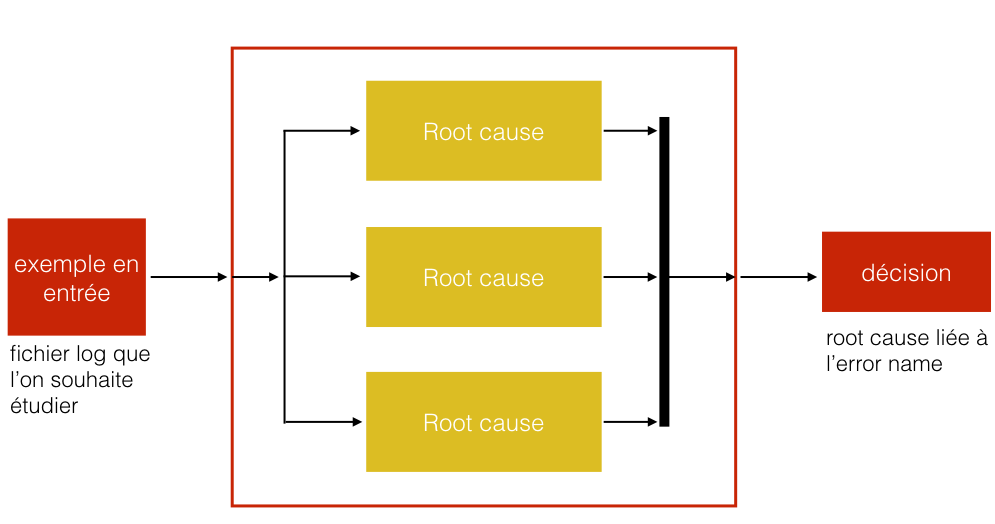 exemple en
entrée
fichier log que
l'on souhaite
étudier
Root cause
Root cause
Root cause
décision
root cause liée à
l'error name